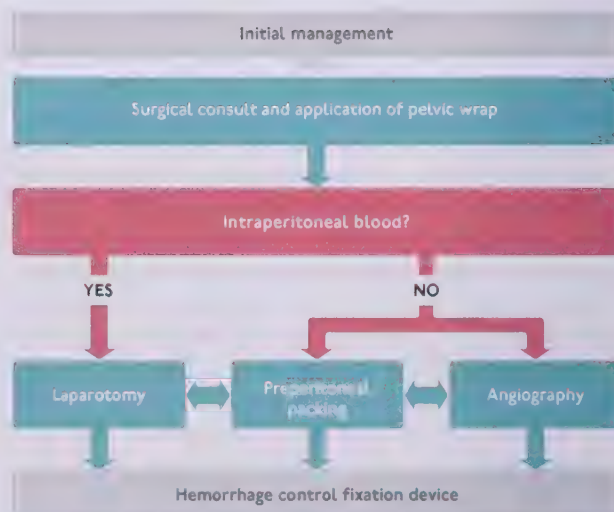 Initial management
Surgical consult and application of pelvic wrap
Intraperitoneal blood?
YES
NO
Laparotomy
Preperitoneal
packing
Angiography
Hemorrhage control fixation device